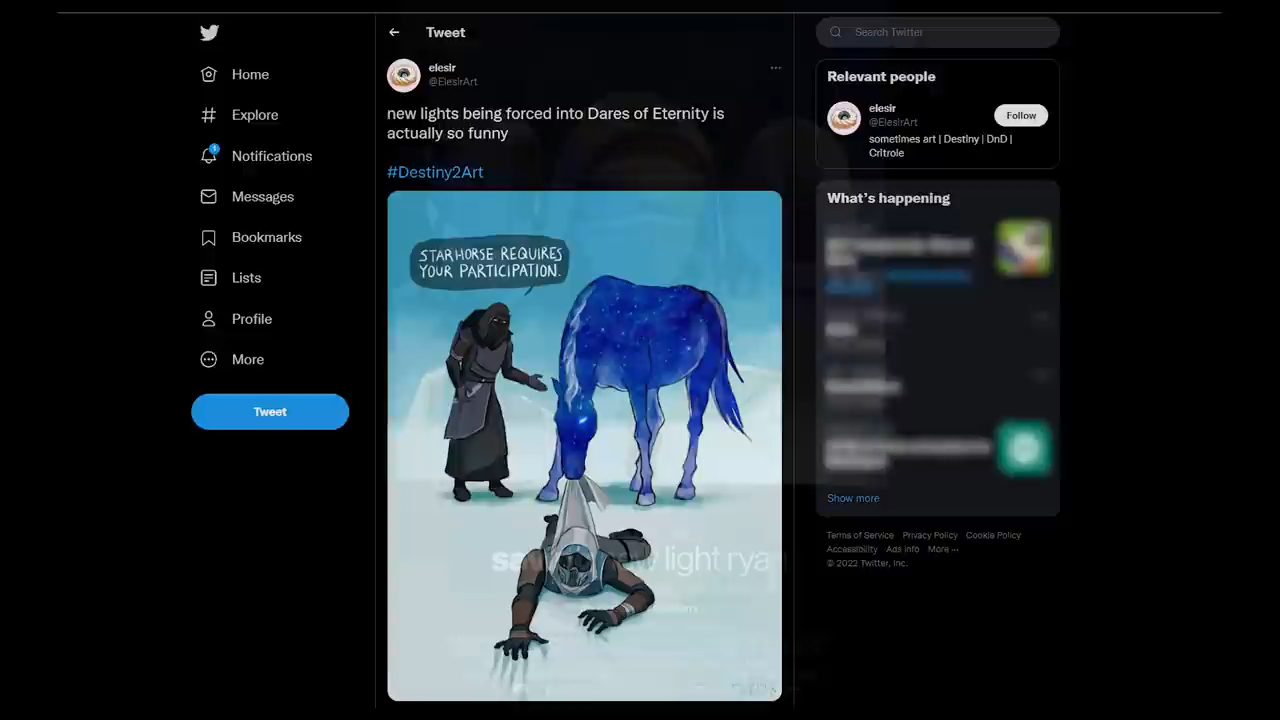 Home
Explore
1
Notifications
Messages
Bookmarks
Lists
Profile
More
Tweet
Tweet
elesir
@ElesirArt
new lights being forced into Dares of Eternity is
actually so funny
#Destiny2Art
STARHORSE REQUIRES
YOUR PARTICIPATION.
light rya
Search Twitter
Relevant people
elesir
@ElesirArt
Follow
sometimes art | Destiny | DnD |
Critrole
What's happening
Show more
Terms of Service Privacy Policy Cookie Policy
Accessibility Ads info More ···
© 2022 Twitter, Inc.